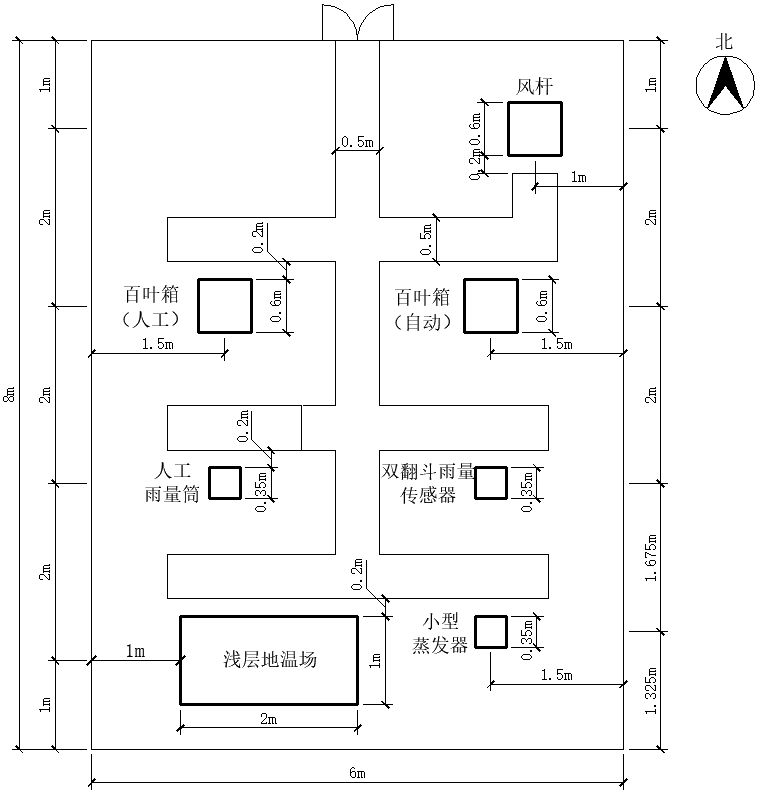 北
风杆
1m
1m
0.6m
0.5m
0.2m
1m
2m
2m
0.2m
0.5m
百叶箱
（人工）
0.6m
百叶箱
（自动）
0.6m
1.5m
1.5m
8m
2m
2m
0.2m
人工
雨量筒
0.35m
双翻斗雨量
传感器
0.35m
2m
1.675m
0.2m
小型
蒸发器
0.35m
1m
浅层地温场
1m
1.5m
1m
2m
1.325m
6m